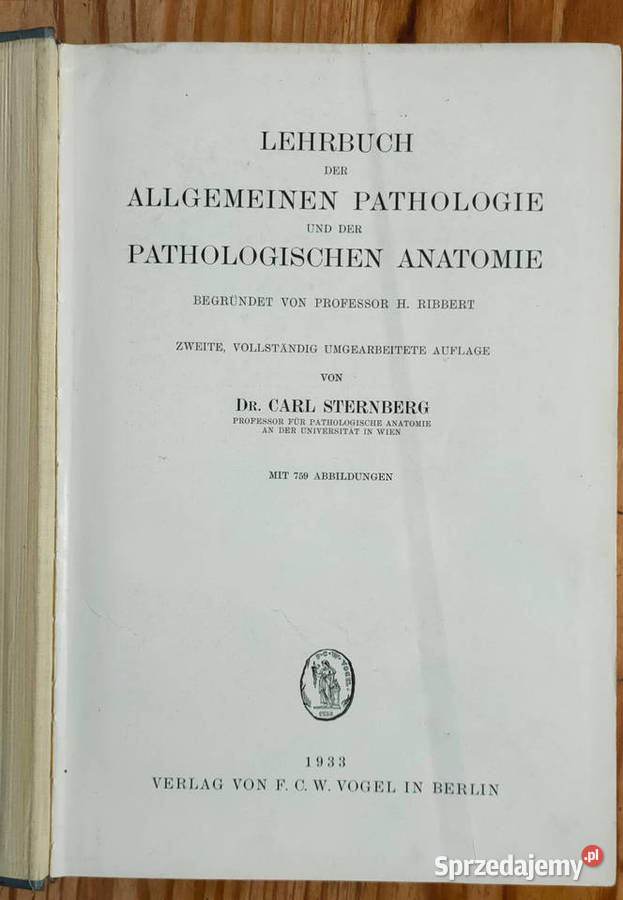 LEHRBUCH
DER
ALLGEMEINEN PATHOLOGIE
UND DER
PATHOLOGISCHEN ANATOMIE
BEGRÜNDET VON PROFESSOR H. RIBBERT
ZWEITE, VOLLSTÄNDIG UMGEARBEITETE AUFLAGE
VON
DR. CARL STERNBERG
PROFESSOR FÜR PATHOLOGISCHE ANATOMIE
AN DER UNIVERSITÄT IN WIEN
MIT 759 ABBILDUNGEN
F·C·W·VOGEL
1933
VERLAG VON F. C. W. VOGEL IN BERLIN
Sprzedajemy.pl